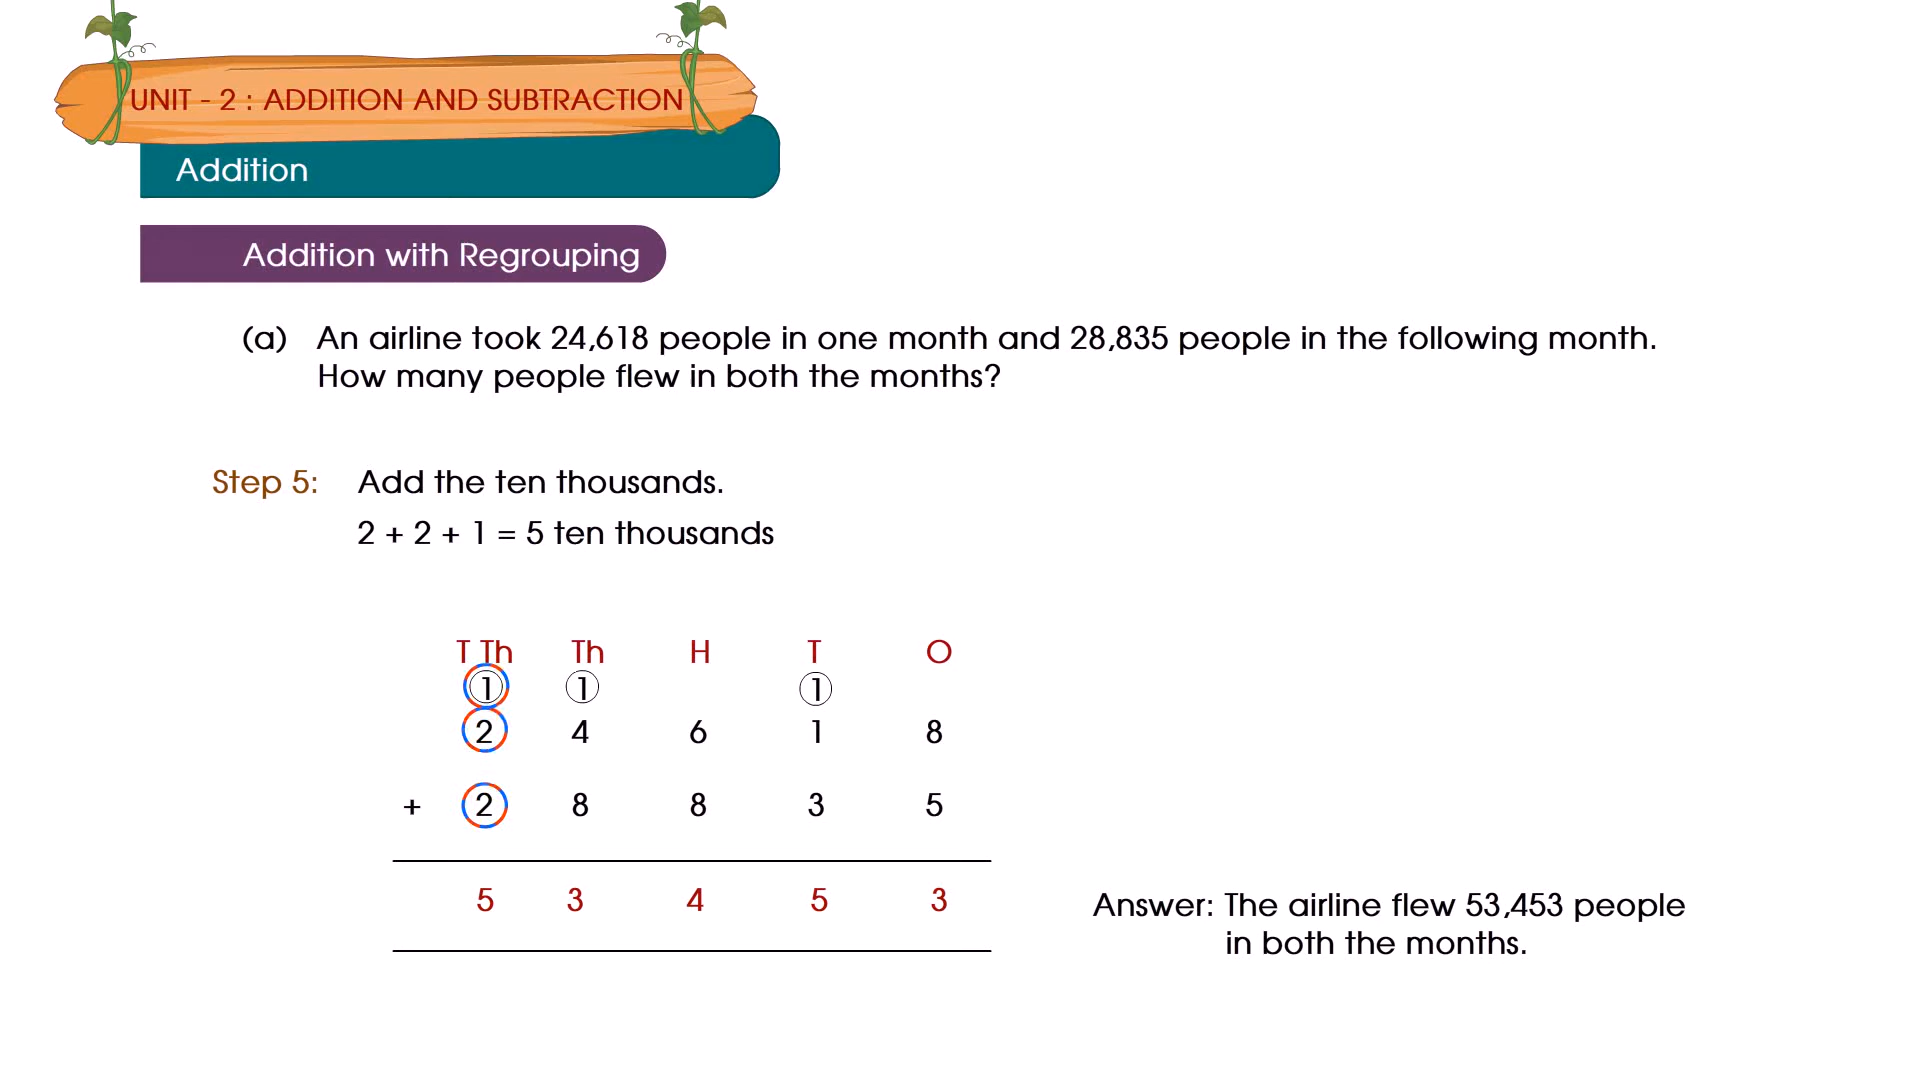 UNIT - 2 : ADDITION AND SUBTRACTION
Addition
Addition with Regrouping
(a) An airline took 24,618 people in one month and 28,835 people in the following month.
How many people flew in both the months?
Step 5: Add the ten thousands.
2 + 2 + 1 = 5 ten thousands
T Th Th H T O
1 1 1
2 4 6 1 8
+ 2 8 8 3 5
5 3 4 5 3
Answer: The airline flew 53,453 people
in both the months.